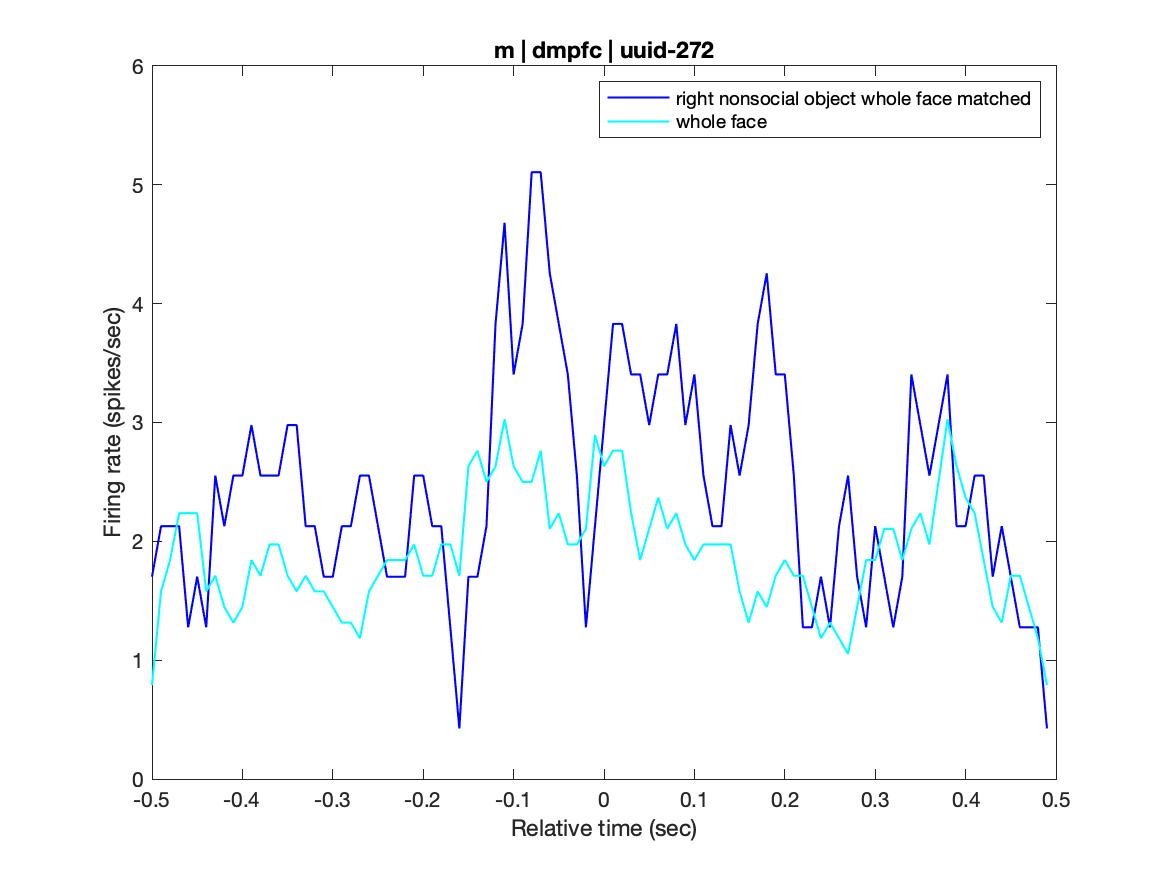 m | dmpfc | uuid-272
right nonsocial object whole face matched
whole face
Firing rate (spikes/sec)
6
5
4
3
2
1
0
-0.5 -0.4 -0.3 -0.2 -0.1 0 0.1 0.2 0.3 0.4 0.5
Relative time (sec)